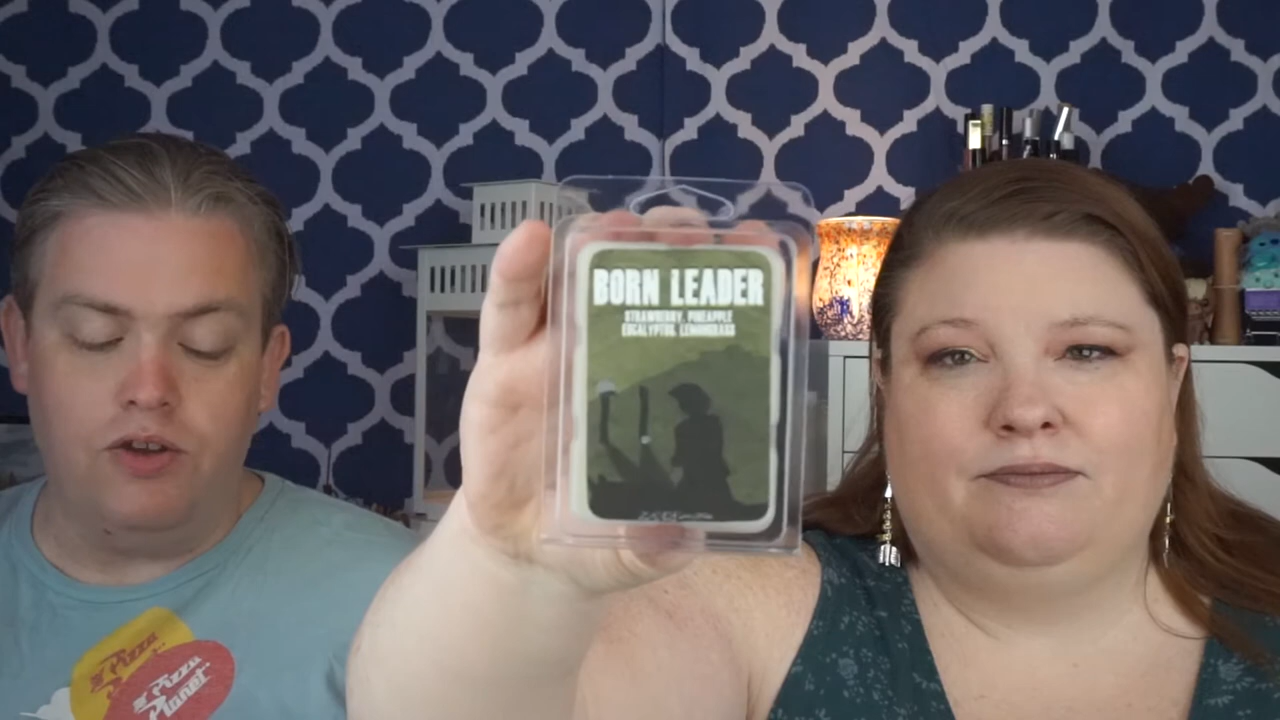 BORN LEADER
STRAWBERRY, PINEAPPLE
EUCALYPTUS, LEMONGRASS
Pizza
Pizza
Planet